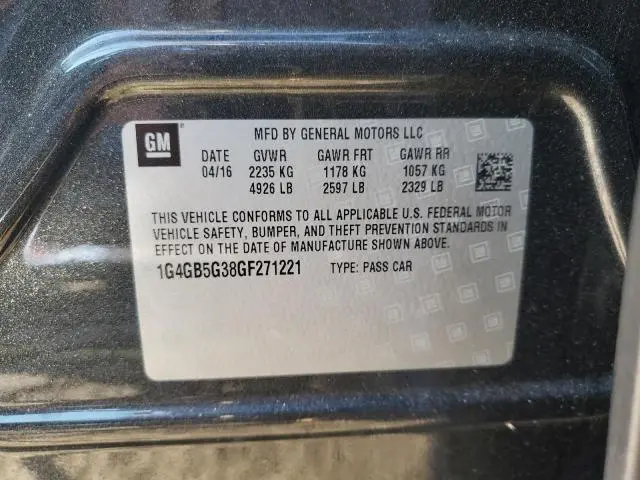 GM
MFD BY GENERAL MOTORS LLC
DATE GVWR GAWR FRT GAWR RR
04/16 2235 KG 1178 KG 1057 KG
4926 LB 2597 LB 2329 LB
THIS VEHICLE CONFORMS TO ALL APPLICABLE U.S. FEDERAL MOTOR
VEHICLE SAFETY, BUMPER, AND THEFT PREVENTION STANDARDS IN
EFFECT ON THE DATE OF MANUFACTURE SHOWN ABOVE.
1G4GB5G38GF271221 TYPE: PASS CAR